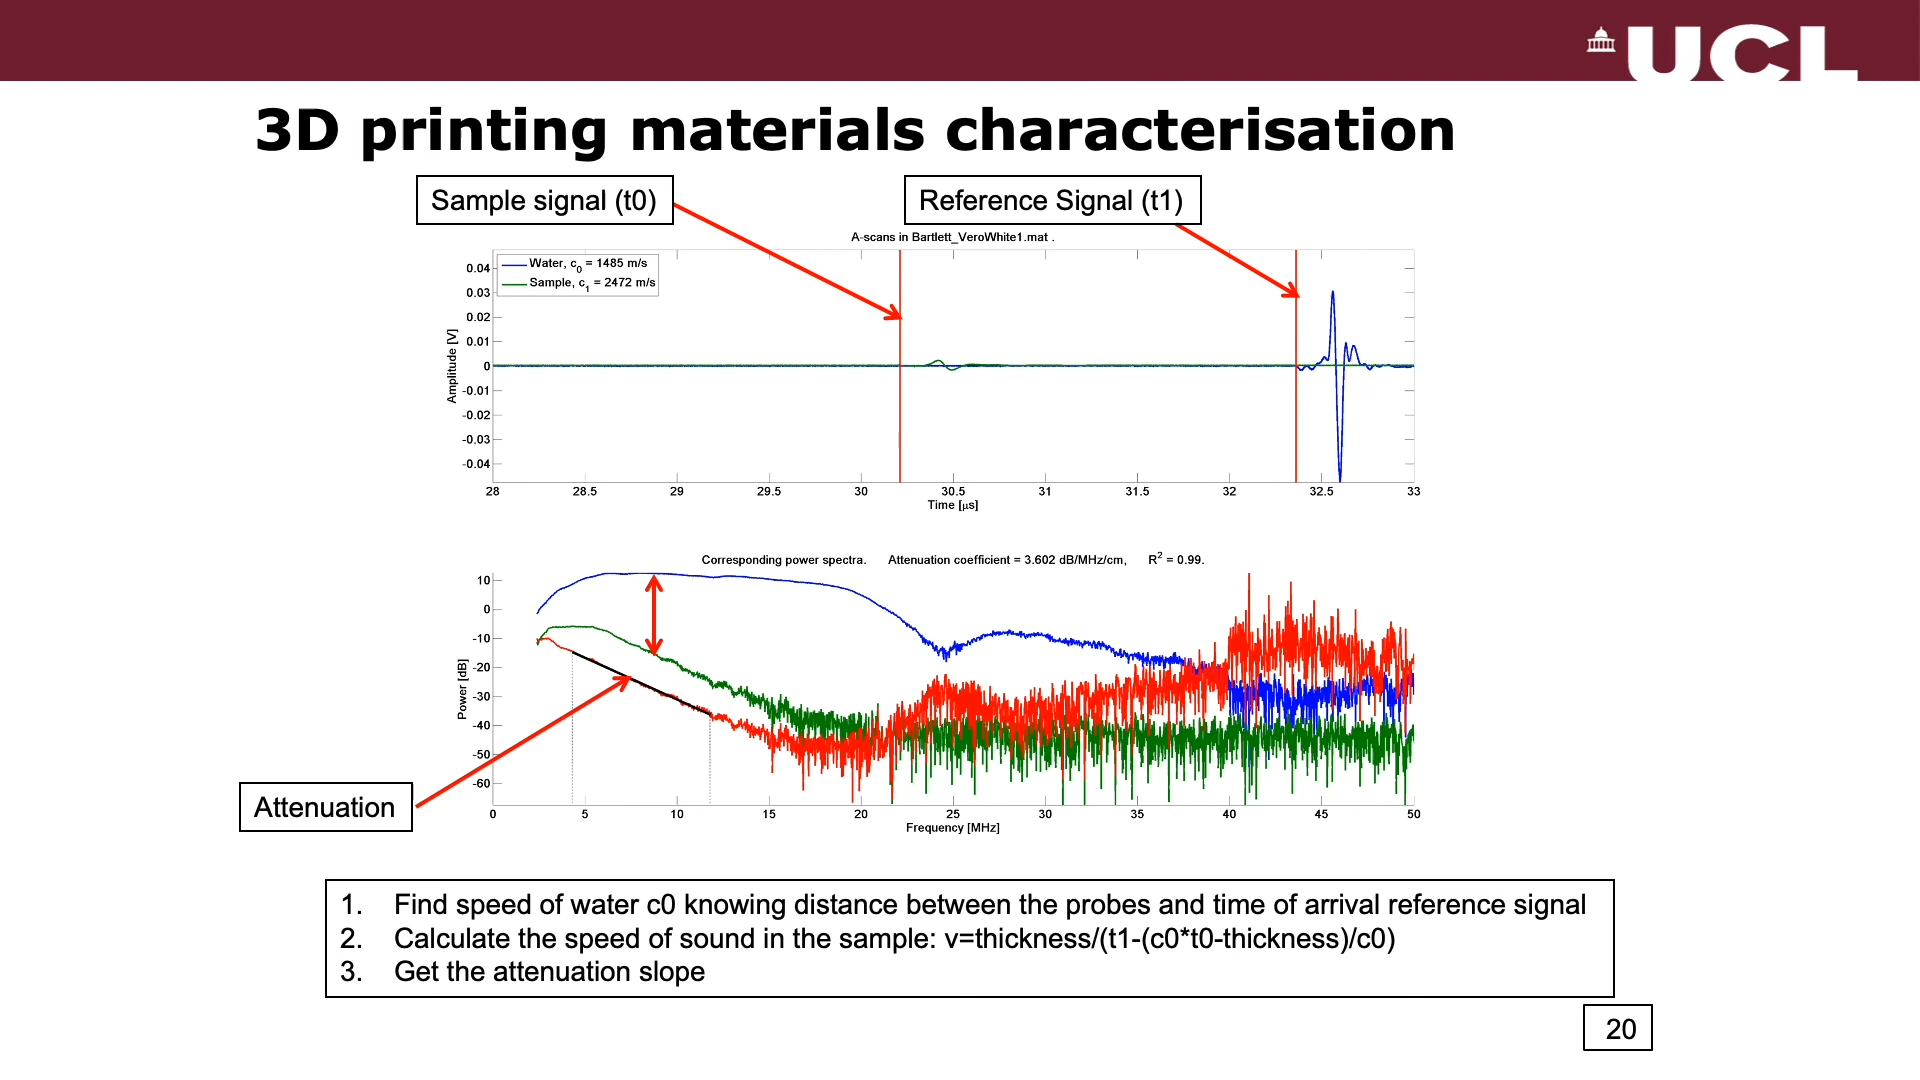 UCL
3D printing materials characterisation
Sample signal (t0)
Reference Signal (t1)
A-scans in Bartlett_VeroWhite1.mat .
Water, c0 = 1485 m/s
Sample, c1 = 2472 m/s
Amplitude [V]
0.04
0.03
0.02
0.01
0
-0.01
-0.02
-0.03
-0.04
28 28.5 29 29.5 30 30.5 31 31.5 32 32.5 33
Time [µs]
Corresponding power spectra. Attenuation coefficient = 3.602 dB/MHz/cm, R2 = 0.99.
Power [dB]
10
0
-10
-20
-30
-40
-50
-60
0 5 10 15 20 25 30 35 40 45 50
Frequency [MHz]
Attenuation
1. Find speed of water c0 knowing distance between the probes and time of arrival reference signal
2. Calculate the speed of sound in the sample: v=thickness/(t1-(c0*t0-thickness)/c0)
3. Get the attenuation slope
20